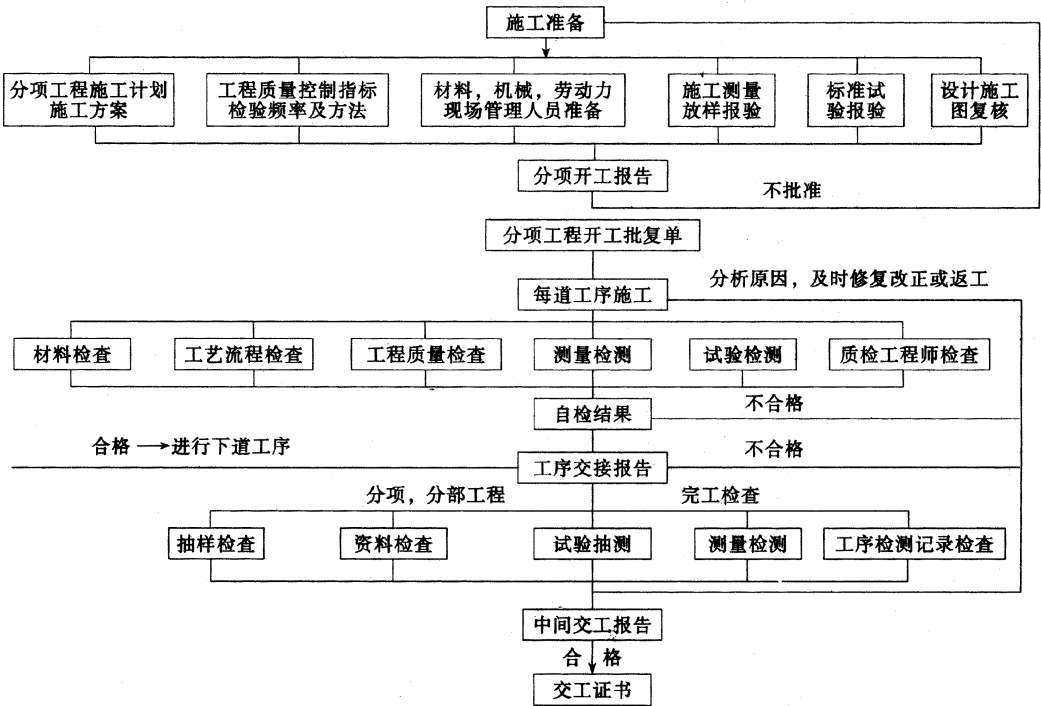 施工准备
分项工程施工计划
施工方案
工程质量控制指标
检验频率及方法
材料，机械，劳动力
现场管理人员准备
施工测量
放样报验
标准试
验报验
设计施工
图复核
分项开工报告
不批准
分项工程开工批复单
分析原因，及时修复改正或返工
每道工序施工
材料检查
工艺流程检查
工程质量检查
测量检测
试验检测
质检工程师检查
自检结果
不合格
合格
进行下道工序
工序交接报告
不合格
分项，分部工程
完工检查
抽样检查
资料检查
试验抽测
测量检测
工序检测记录检查
中间交工报告
合格
交工证书